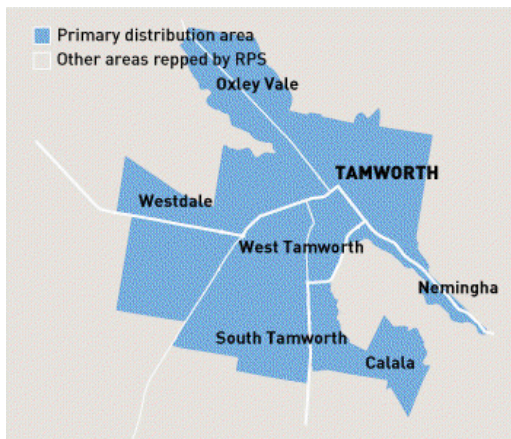 Primary distribution area
Other areas repped by RPS
Oxley Vale
TAMWORTH
Westdale
West Tamworth
Nemingha
South Tamworth
Calala